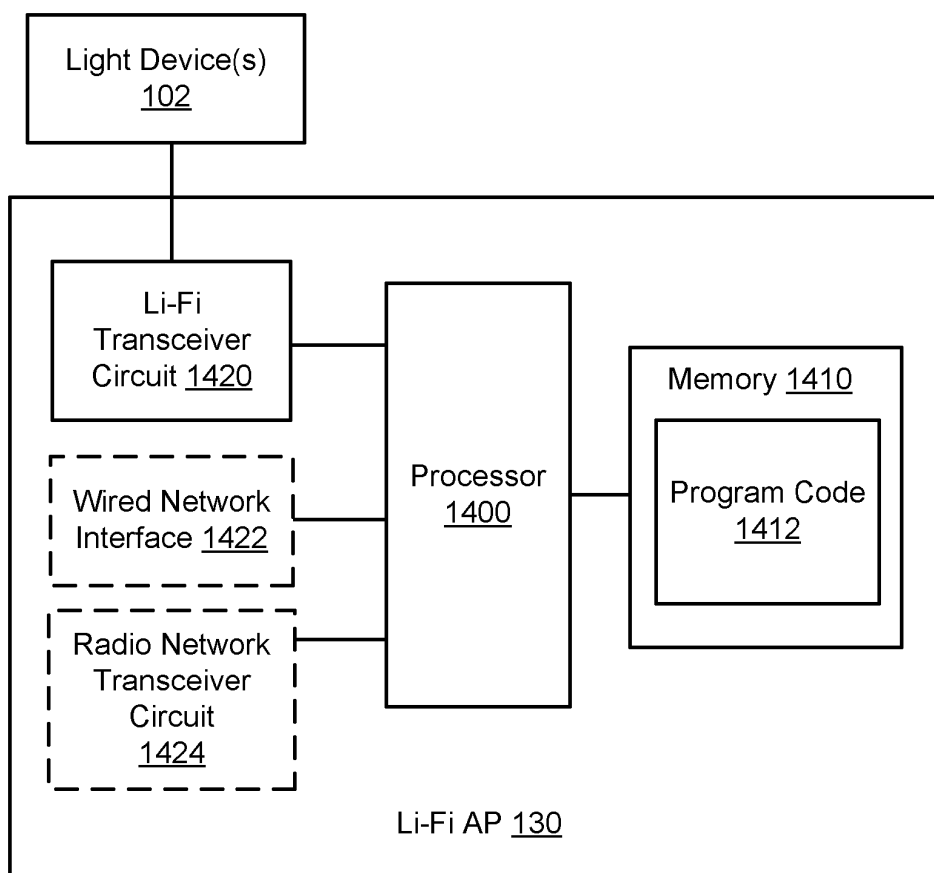 Light Device(s)
102
Li-Fi
Transceiver
Circuit 1420
Wired Network
Interface 1422
Radio Network
Transceiver
Circuit
1424
Processor
1400
Memory 1410
Program Code
1412
Li-Fi AP 130